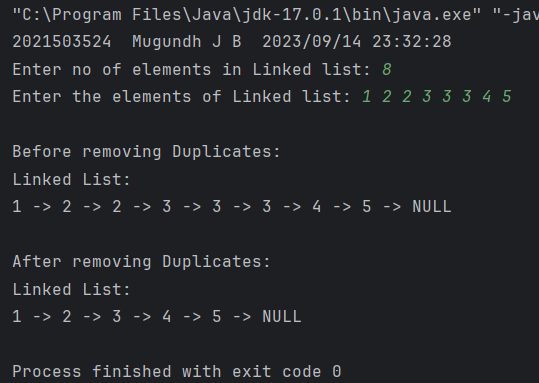 "C:\Program Files\Java\jdk-17.0.1\bin\java.exe" "-jav
2021503524  Mugundh J B  2023/09/14 23:32:28
Enter no of elements in Linked list: 8
Enter the elements of Linked list: 1 2 2 3 3 3 4 5
Before removing Duplicates:
Linked List:
1 -> 2 -> 2 -> 3 -> 3 -> 3 -> 4 -> 5 -> NULL
After removing Duplicates:
Linked List:
1 -> 2 -> 3 -> 4 -> 5 -> NULL
Process finished with exit code 0